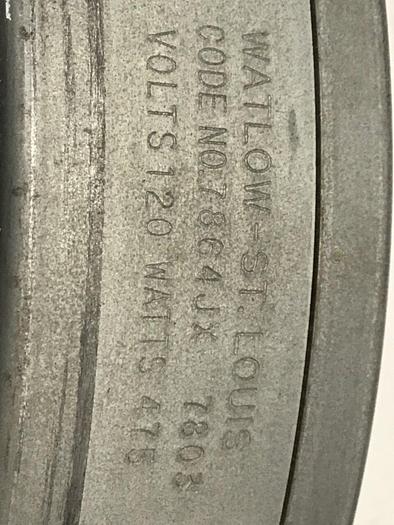 WATLOW-ST. LOUIS
CODE NO. 7864JX 7803
VOLTS 120 WATTS 475